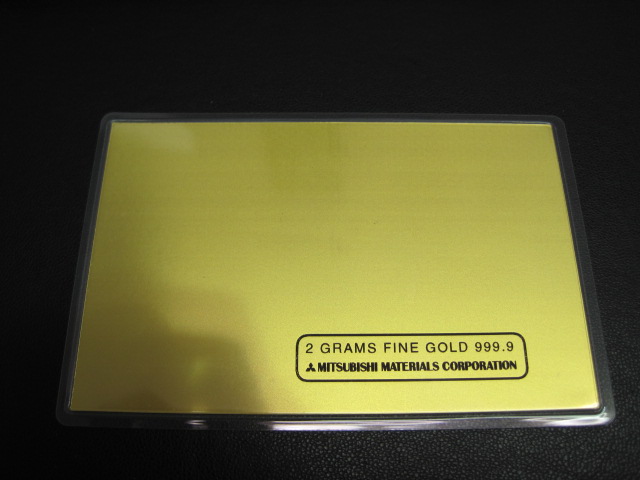 2 GRAMS FINE GOLD 999.9
MITSUBISHI MATERIALS CORPORATION